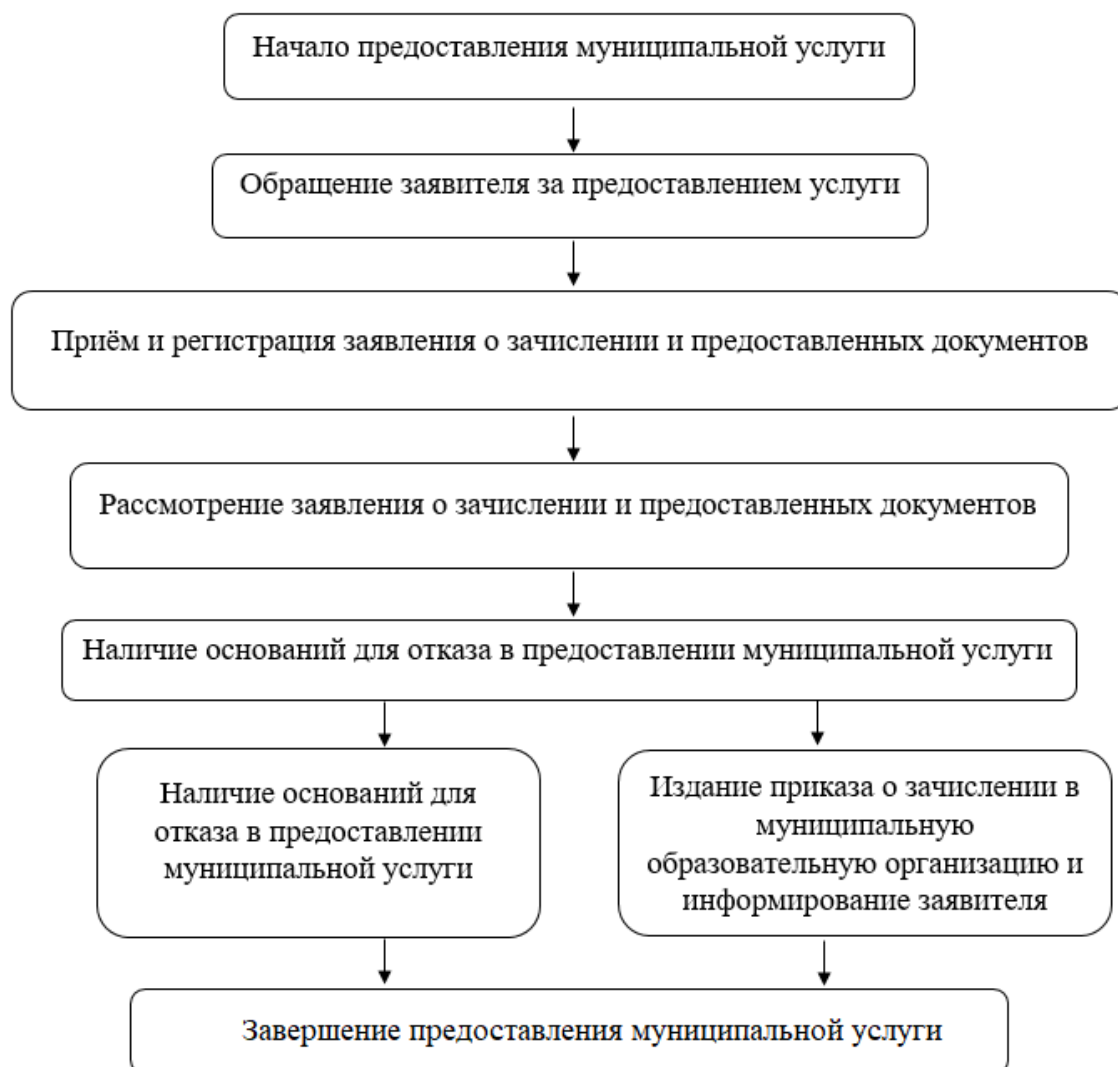 Начало предоставления муниципальной услуги
Обращение заявителя за предоставлением услуги
Приём и регистрация заявления о зачислении и предоставленных документов
Рассмотрение заявления о зачислении и предоставленных документов
Наличие оснований для отказа в предоставлении муниципальной услуги
Наличие оснований для
отказа в предоставлении
муниципальной услуги
Издание приказа о зачислении в
муниципальную
образовательную организацию и
информирование заявителя
Завершение предоставления муниципальной услуги